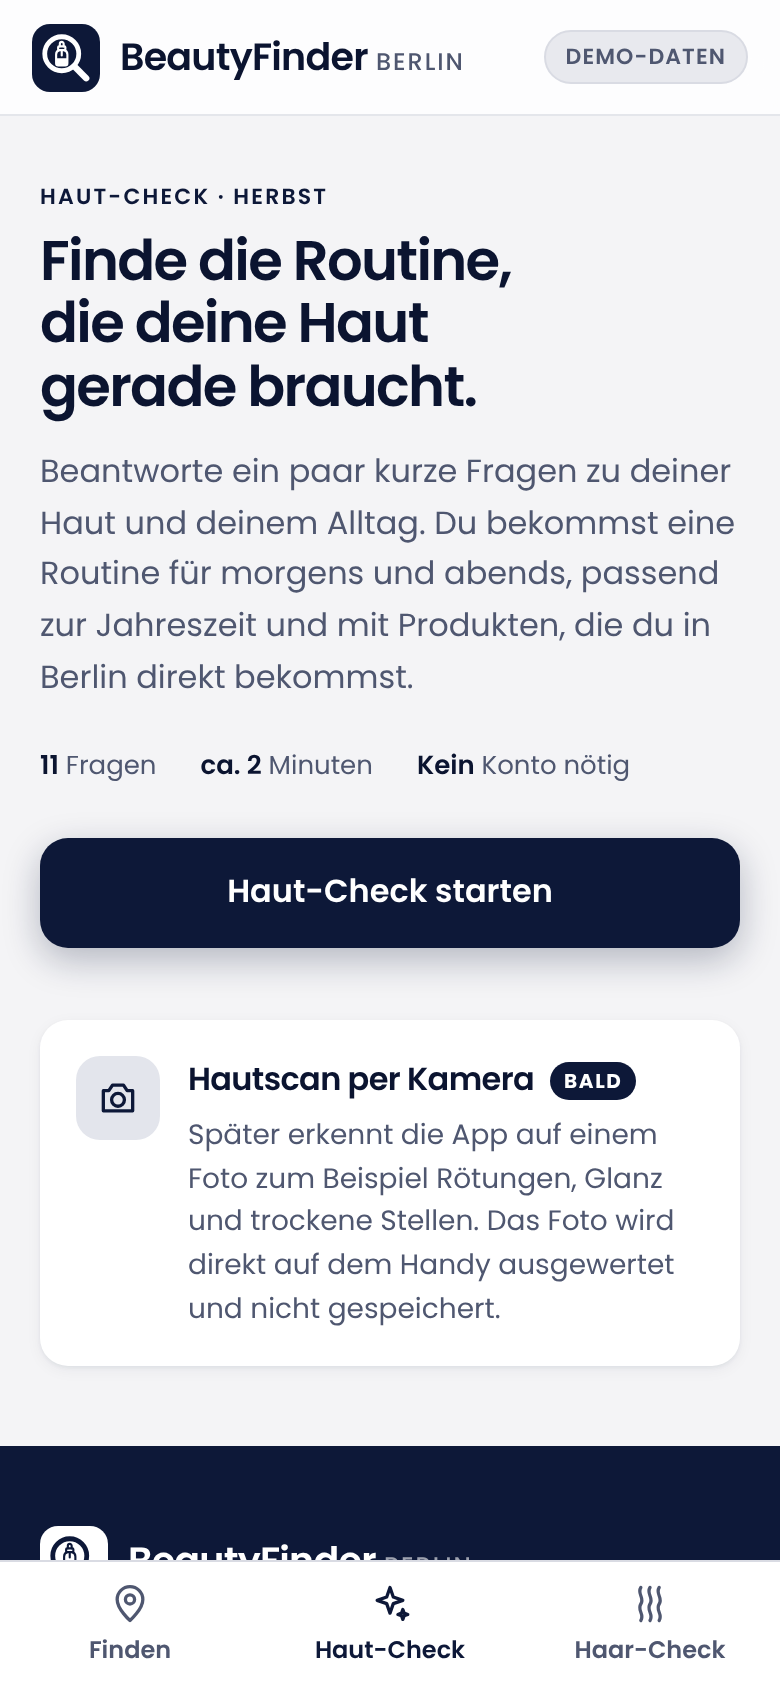 BeautyFinder BERLIN
DEMO-DATEN
HAUT-CHECK · HERBST
Finde die Routine,
die deine Haut
gerade braucht.
Beantworte ein paar kurze Fragen zu deiner
Haut und deinem Alltag. Du bekommst eine
Routine für morgens und abends, passend
zur Jahreszeit und mit Produkten, die du in
Berlin direkt bekommst.
11 Fragen
ca. 2 Minuten
Kein Konto nötig
Haut-Check starten
Hautscan per Kamera BALD
Später erkennt die App auf einem
Foto zum Beispiel Rötungen, Glanz
und trockene Stellen. Das Foto wird
direkt auf dem Handy ausgewertet
und nicht gespeichert.
BeautyFinder BERLIN
Finden
Haut-Check
Haar-Check